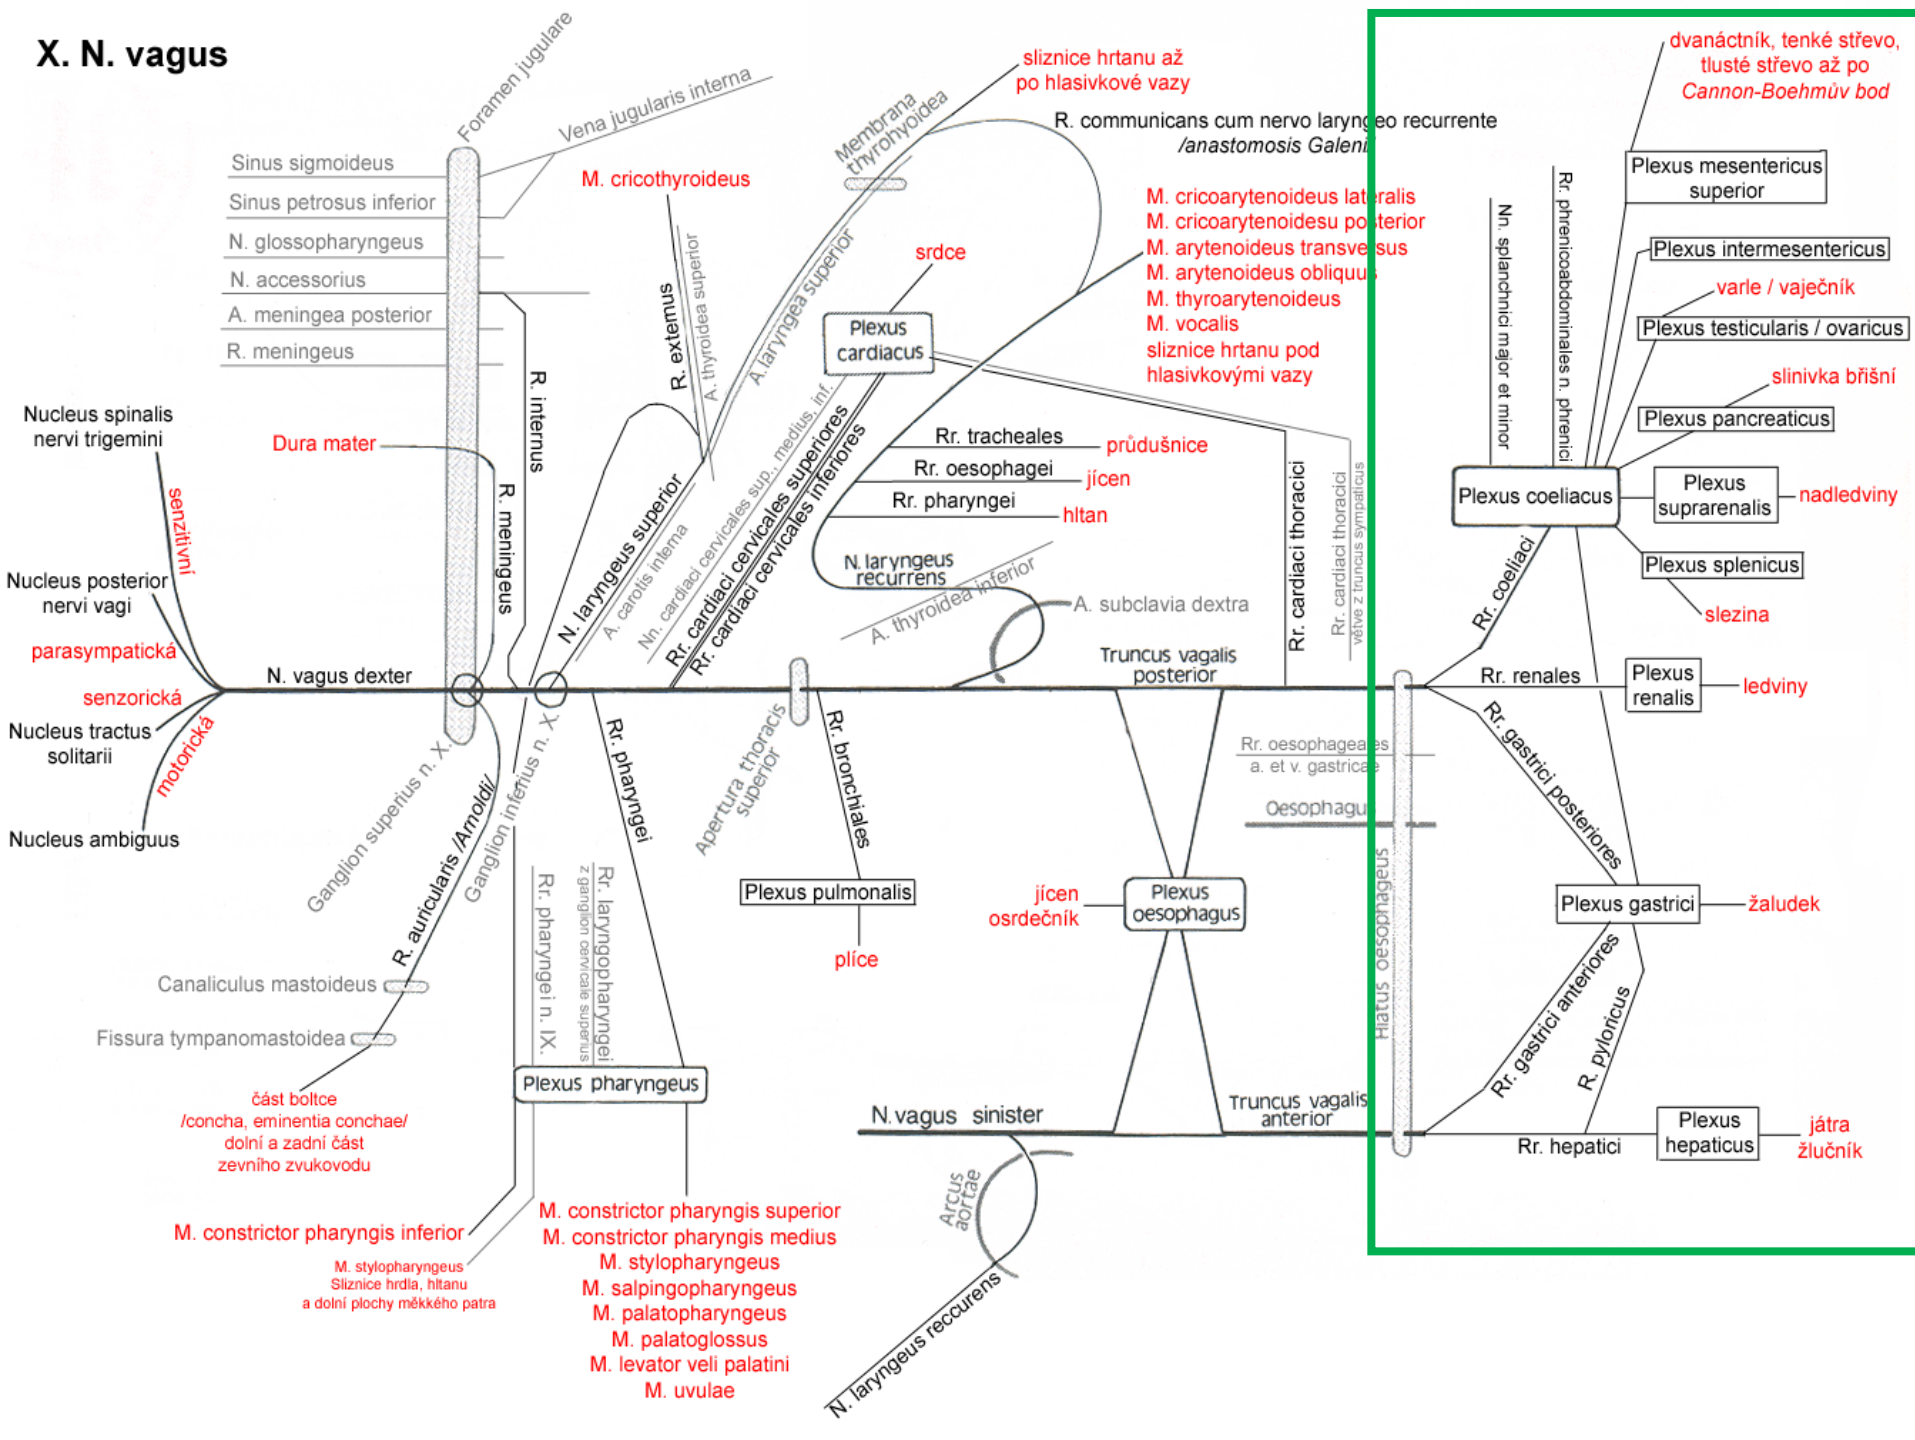 X. N. vagus
Foramen jugulare
Vena jugularis interna
Sinus sigmoideus
Sinus petrosus inferior
N. glossopharyngeus
N. accessorius
A. meningea posterior
R. meningeus
Nucleus spinalis
nervi trigemini
senzitivní
Nucleus posterior
nervi vagi
parasympatická
senzorická
Nucleus tractus
solitarii
motorická
Nucleus ambiguus
N. vagus dexter
Dura mater
R. internus
R. meningeus
Ganglion superius n. X.
Ganglion inferius n. X.
R. auricularis /Arnoldi/
Canaliculus mastoideus
Fissura tympanomastoidea
část boltce
/concha, eminentia conchae/
dolní a zadní část
zevního zvukovodu
M. cricothyroideus
R. externus
A. thyroidea superior
N. laryngeus superior
A. carotis interna
A. laryngea superior
Membrana
thyrohyoidea
sliznice hrtanu až
po hlasivkové vazy
R. communicans cum nervo laryngeo recurrente
/anastomosis Galeni
M. cricoarytenoideus lateralis
M. cricoarytenoidesu posterior
M. arytenoideus transversus
M. arytenoideus obliquus
M. thyroarytenoideus
M. vocalis
sliznice hrtanu pod
hlasivkovými vazy
srdce
Plexus
cardiacus
Nn. cardiaci cervicales sup., medius, inf.
Rr. cardiaci cervicales superiores
Rr. cardiaci cervicales inferiores
Rr. tracheales
průdušnice
Rr. oesophagei
jícen
Rr. pharyngei
hltan
N. laryngeus
recurrens
A. thyroidea inferior
A. subclavia dextra
Rr. cardiaci thoracici
Rr. cardiaci thoracici
větve z truncus sympaticus
Truncus vagalis
posterior
Apertura thoracis
superior
Rr. bronchiales
Plexus pulmonalis
plíce
Rr. pharyngei
Rr. pharyngei n. IX.
Rr. laryngopharyngei
z ganglion cervicale superius
Plexus pharyngeus
M. constrictor pharyngis inferior
M. stylopharyngeus
Sliznice hrdla, hltanu
a dolní plochy měkkého patra
M. constrictor pharyngis superior
M. constrictor pharyngis medius
M. stylopharyngeus
M. salpingopharyngeus
M. palatopharyngeus
M. palatoglossus
M. levator veli palatini
M. uvulae
jícen
osrdečník
Plexus
oesophagus
Rr. oesophageales
a. et v. gastricae
Oesophagus
Hiatus oesophageus
N. vagus sinister
Truncus vagalis
anterior
Arcus
aortae
N. laryngeus reccurens
dvanáctník, tenké střevo,
tlusté střevo až po
Cannon-Boehmův bod
Plexus mesentericus
superior
Nn. splanchnici major et minor
Rr. phrenicoabdominales n. phrenici
Plexus intermesentericus
varle / vaječník
Plexus testicularis / ovaricus
slinivka břišní
Plexus pancreaticus
Plexus coeliacus
Plexus
suprarenalis
nadledviny
Plexus splenicus
slezina
Rr. coeliaci
Rr. renales
Plexus
renalis
ledviny
Rr. gastrici posteriores
Plexus gastrici
žaludek
Rr. gastrici anteriores
R. pyloricus
Rr. hepatici
Plexus
hepaticus
játra
žlučník